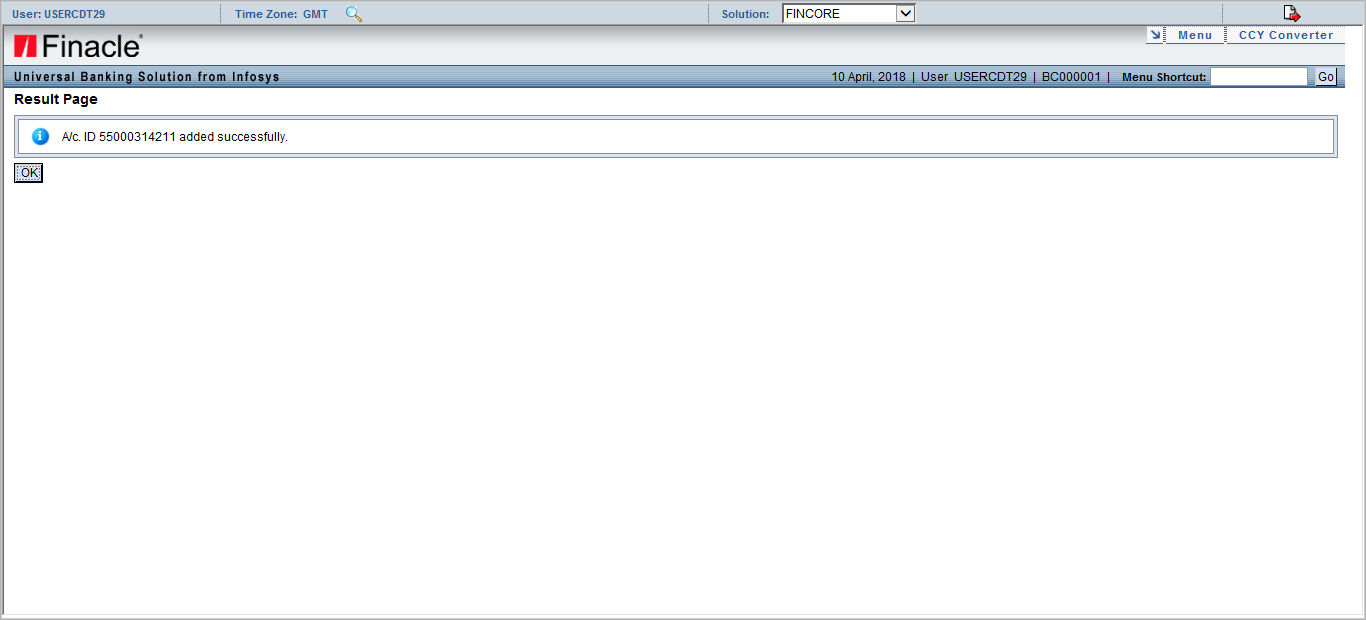 User: USERCDT29 Time Zone: GMT Solution: FINCORE
Finacle
Menu CCY Converter
Universal Banking Solution from Infosys 10 April, 2018 | User USERCDT29 | BC000001 | Menu Shortcut: Go
Result Page
A/c. ID 55000314211 added successfully.
OK